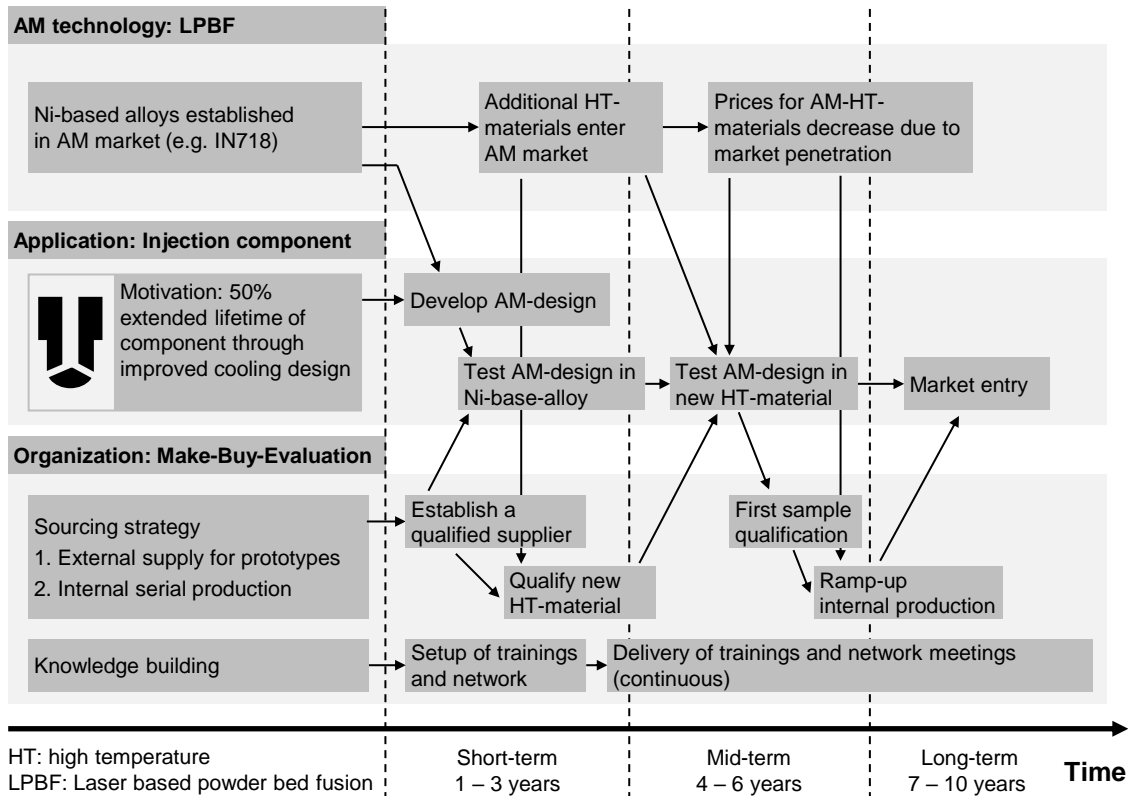 AM technology: LPBF
Ni-based alloys established
in AM market (e.g. IN718)
Additional HT-
materials enter
AM market
Prices for AM-HT-
materials decrease due to
market penetration
Application: Injection component
Motivation: 50%
extended lifetime of
component through
improved cooling design
Develop AM-design
Test AM-design in
Ni-base-alloy
Test AM-design in
new HT-material
Market entry
Organization: Make-Buy-Evaluation
Sourcing strategy
1. External supply for prototypes
2. Internal serial production
Establish a
qualified supplier
Qualify new
HT-material
First sample
qualification
Ramp-up
internal production
Knowledge building
Setup of trainings
and network
Delivery of trainings and network meetings
(continuous)
HT: high temperature
LPBF: Laser based powder bed fusion
Short-term
1 – 3 years
Mid-term
4 – 6 years
Long-term
7 – 10 years
Time